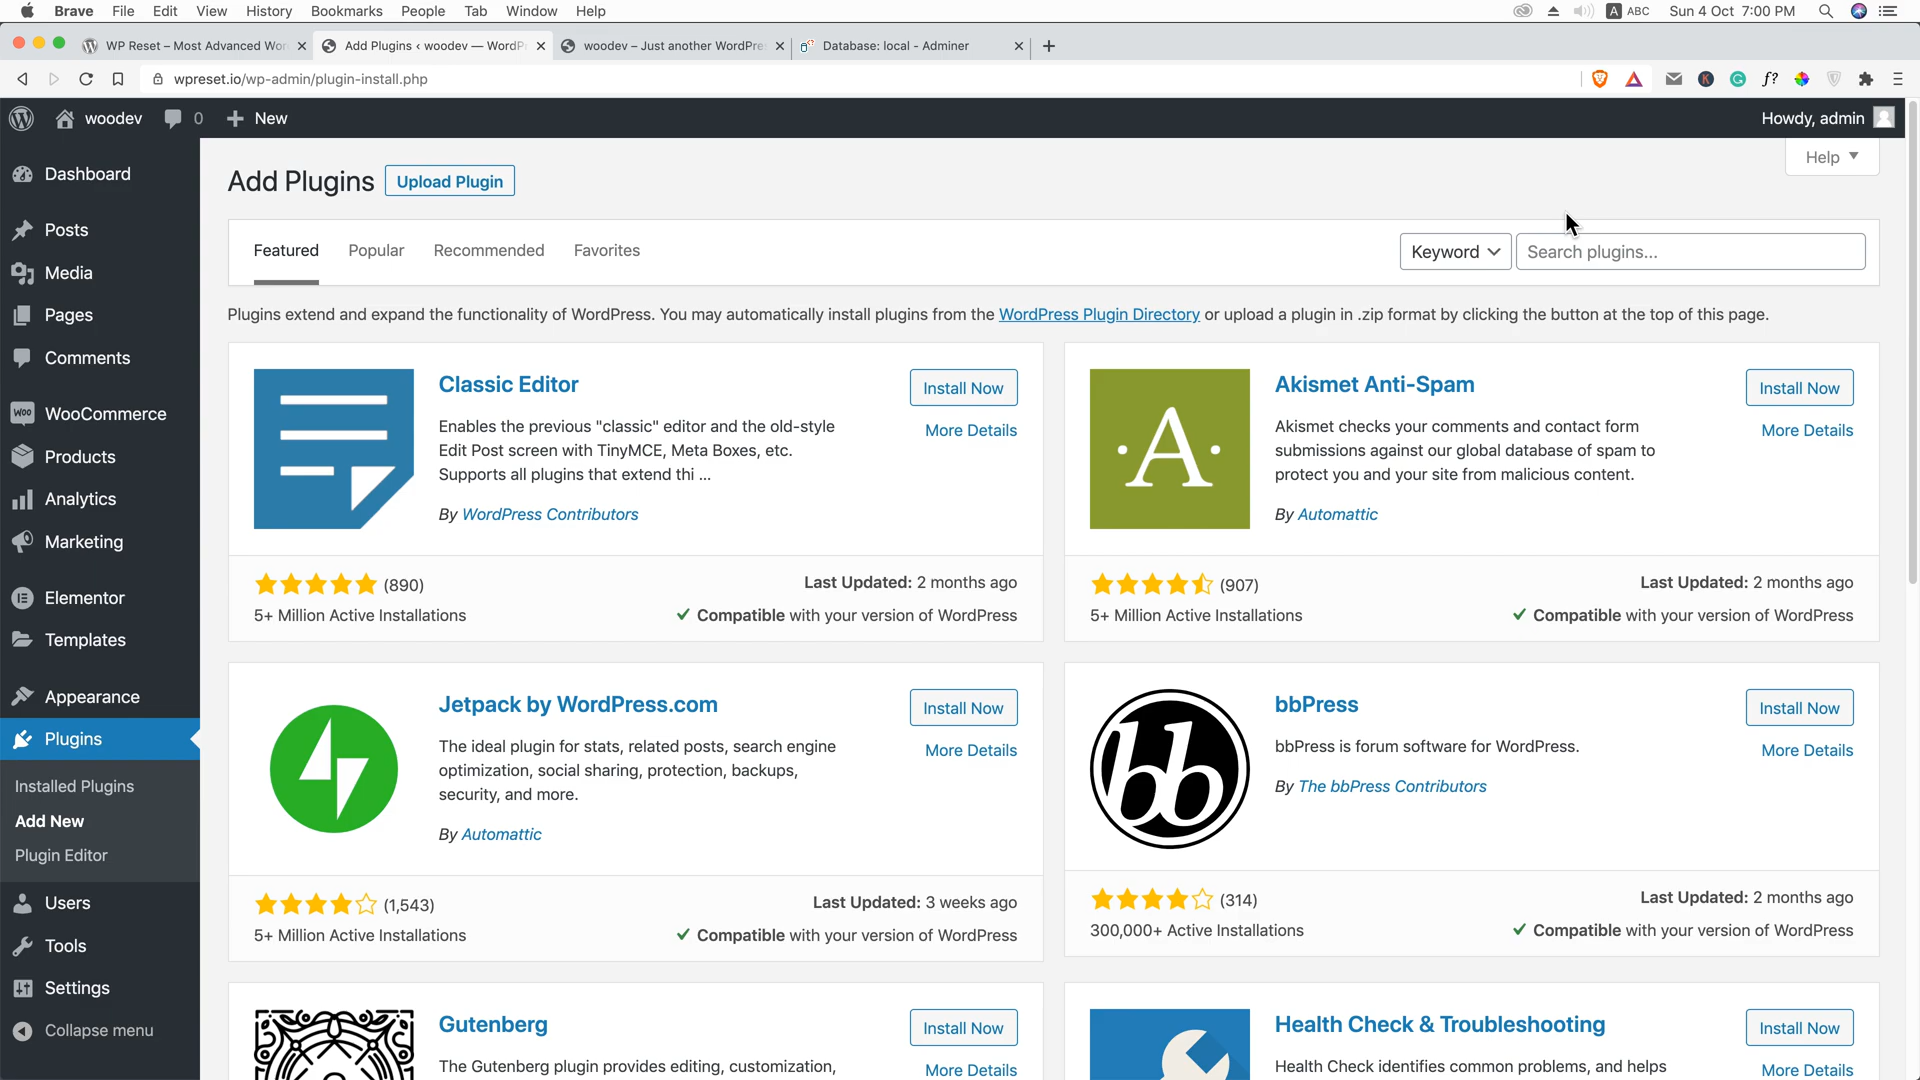 Brave File Edit View History Bookmarks People Tab Window Help A ABC Sun 4 Oct 7:00 PM
WP Reset – Most Advanced Wor Add Plugins ‹ woodev — WordPr woodev – Just another WordPres Database: local - Adminer
wpreset.io/wp-admin/plugin-install.php K f?
woodev 0 New Howdy, admin
Help
Dashboard
Posts
Media
Pages
Comments
Woo WooCommerce
Products
Analytics
Marketing
Elementor
Templates
Appearance
Plugins
Installed Plugins
Add New
Plugin Editor
Users
Tools
Settings
Collapse menu
Add Plugins Upload Plugin
Featured Popular Recommended Favorites Keyword Search plugins...
Plugins extend and expand the functionality of WordPress. You may automatically install plugins from the WordPress Plugin Directory or upload a plugin in .zip format by clicking the button at the top of this page.
Classic Editor
Install Now
Enables the previous "classic" editor and the old-style
Edit Post screen with TinyMCE, Meta Boxes, etc.
Supports all plugins that extend thi ...
More Details
By WordPress Contributors
(890)
Last Updated: 2 months ago
5+ Million Active Installations
Compatible with your version of WordPress
A
Akismet Anti-Spam
Install Now
Akismet checks your comments and contact form
submissions against our global database of spam to
protect you and your site from malicious content.
More Details
By Automattic
(907)
Last Updated: 2 months ago
5+ Million Active Installations
Compatible with your version of WordPress
Jetpack by WordPress.com
Install Now
The ideal plugin for stats, related posts, search engine
optimization, social sharing, protection, backups,
security, and more.
More Details
By Automattic
(1,543)
Last Updated: 3 weeks ago
5+ Million Active Installations
Compatible with your version of WordPress
bb
bbPress
Install Now
bbPress is forum software for WordPress.
More Details
By The bbPress Contributors
(314)
Last Updated: 2 months ago
300,000+ Active Installations
Compatible with your version of WordPress
Gutenberg
Install Now
The Gutenberg plugin provides editing, customization,
More Details
Health Check & Troubleshooting
Install Now
Health Check identifies common problems, and helps
More Details